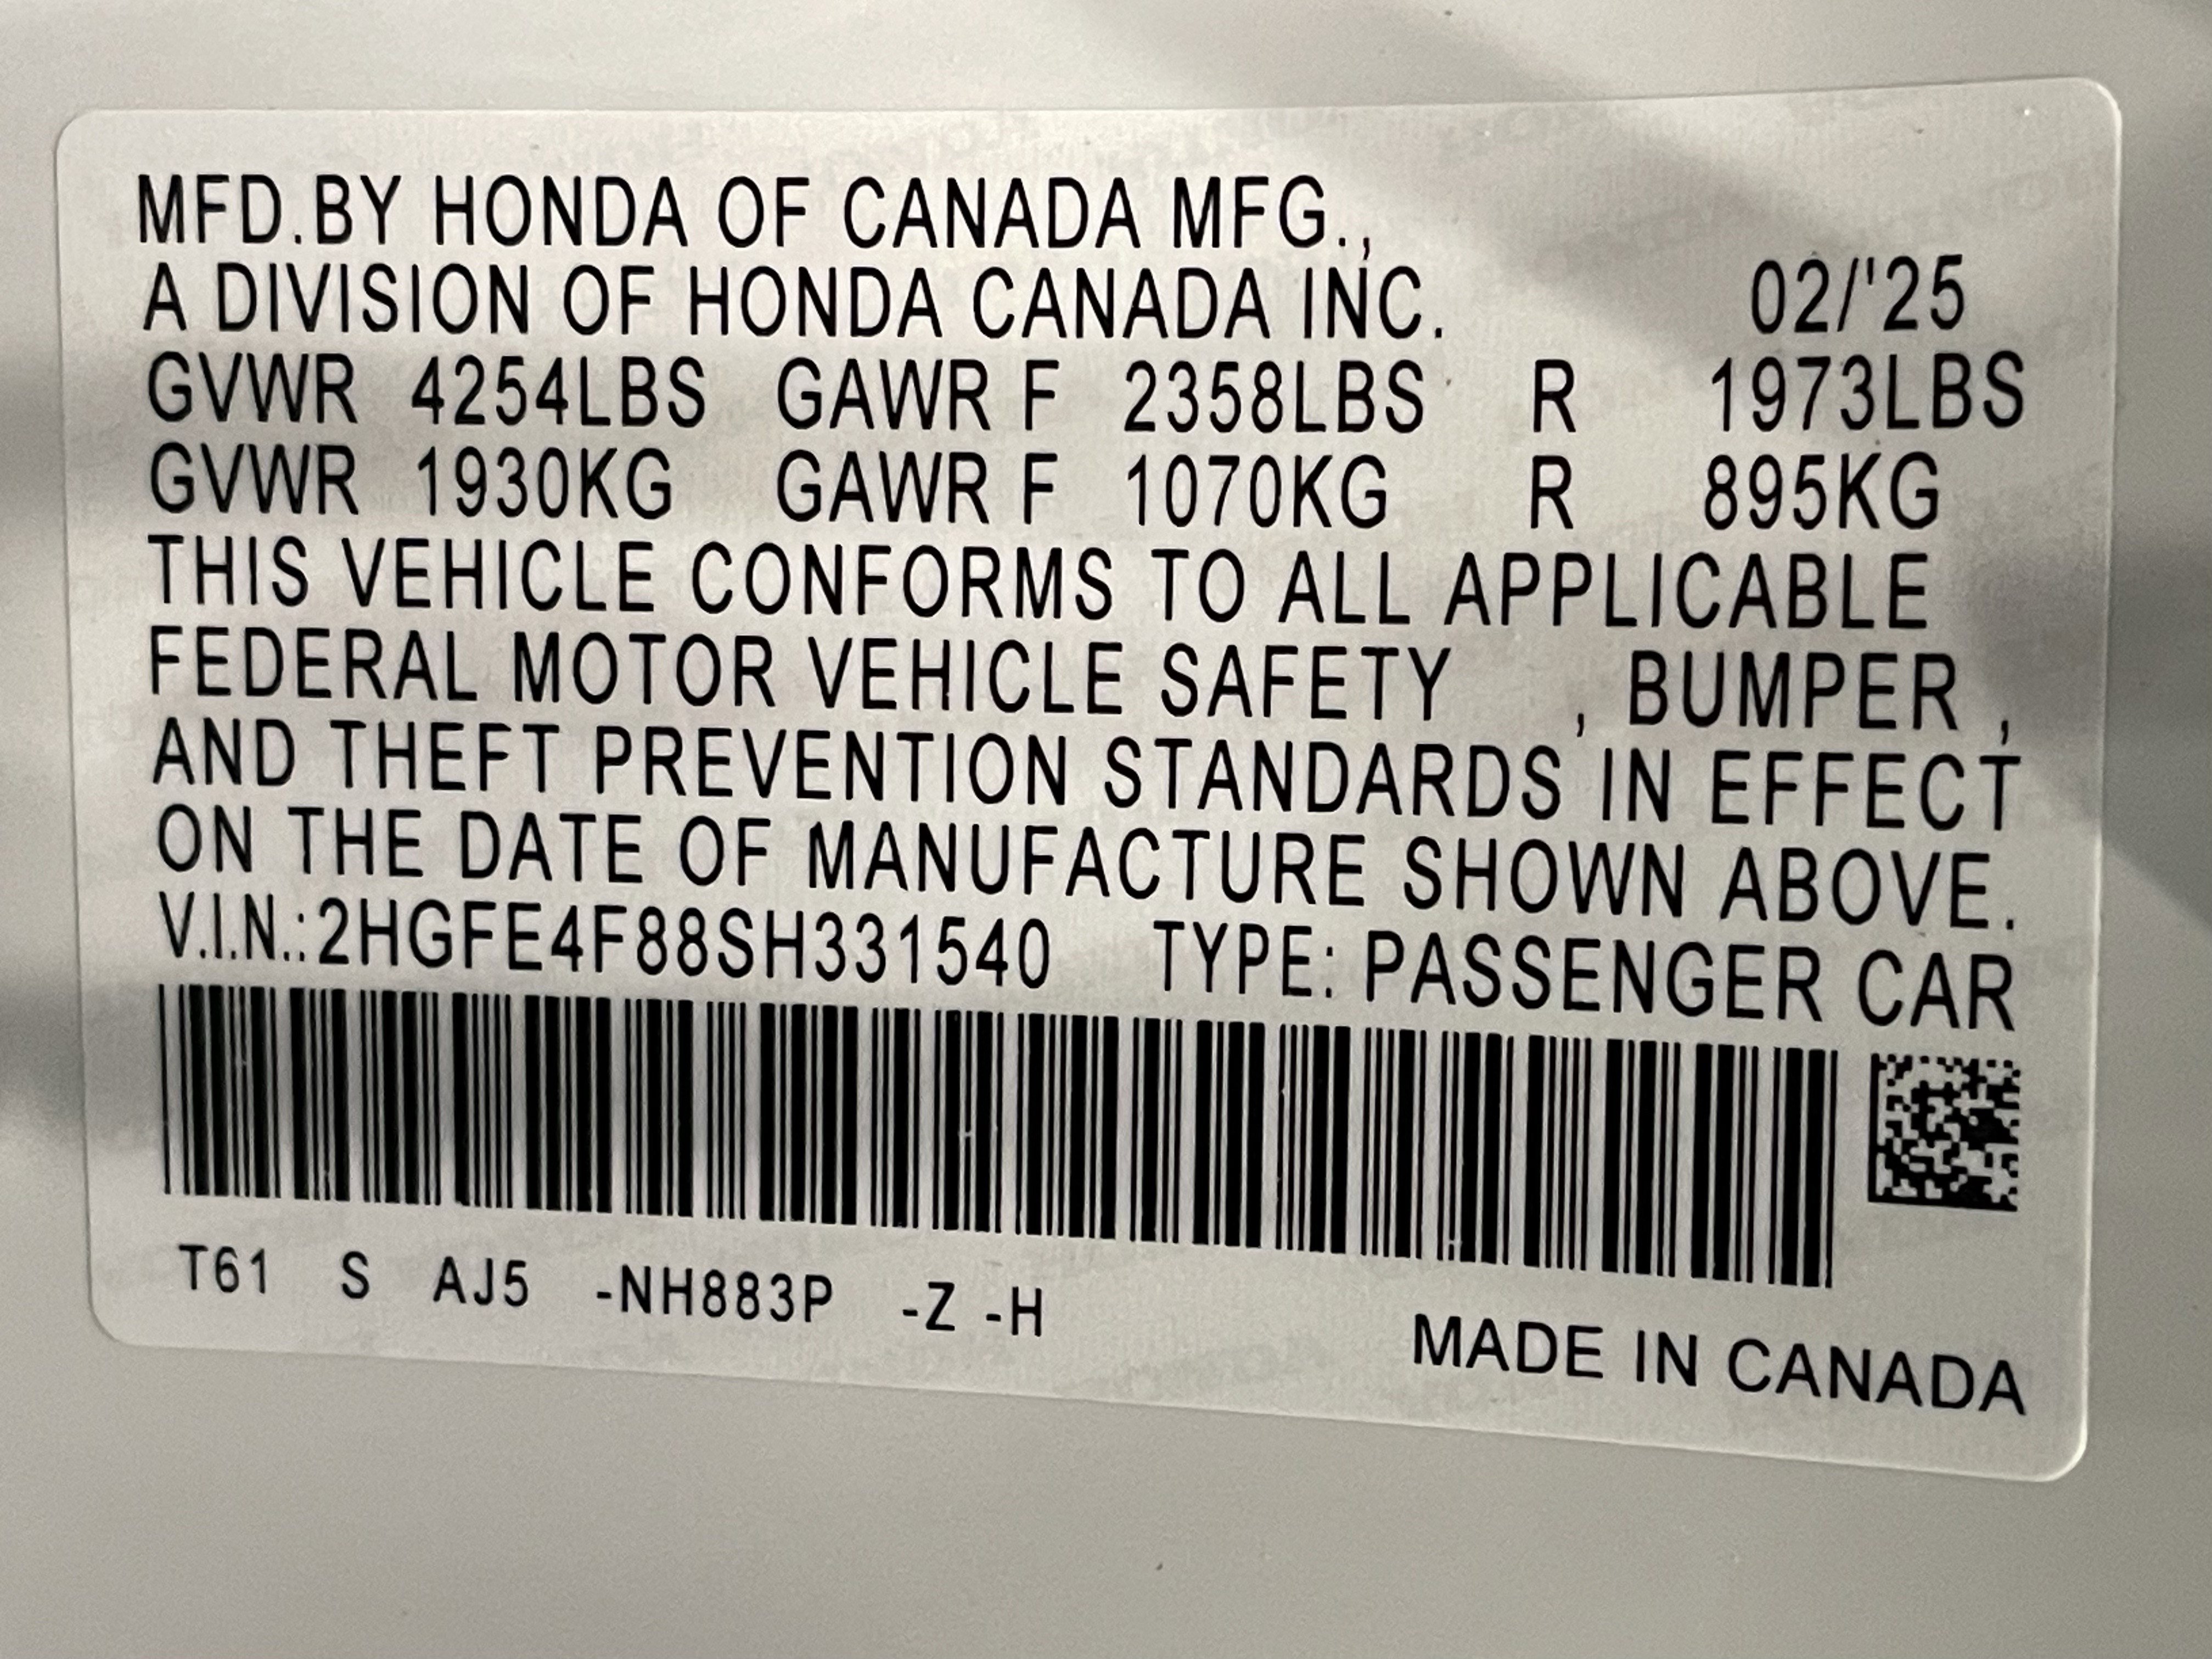 MFD.BY HONDA OF CANADA MFG.,
A DIVISION OF HONDA CANADA INC. 02/'25
GVWR 4254LBS GAWR F 2358LBS R 1973LBS
GVWR 1930KG GAWR F 1070KG R 895KG
THIS VEHICLE CONFORMS TO ALL APPLICABLE
FEDERAL MOTOR VEHICLE SAFETY , BUMPER ,
AND THEFT PREVENTION STANDARDS IN EFFECT
ON THE DATE OF MANUFACTURE SHOWN ABOVE.
V.I.N.:2HGFE4F88SH331540 TYPE: PASSENGER CAR
T61 S AJ5 -NH883P -Z -H
MADE IN CANADA